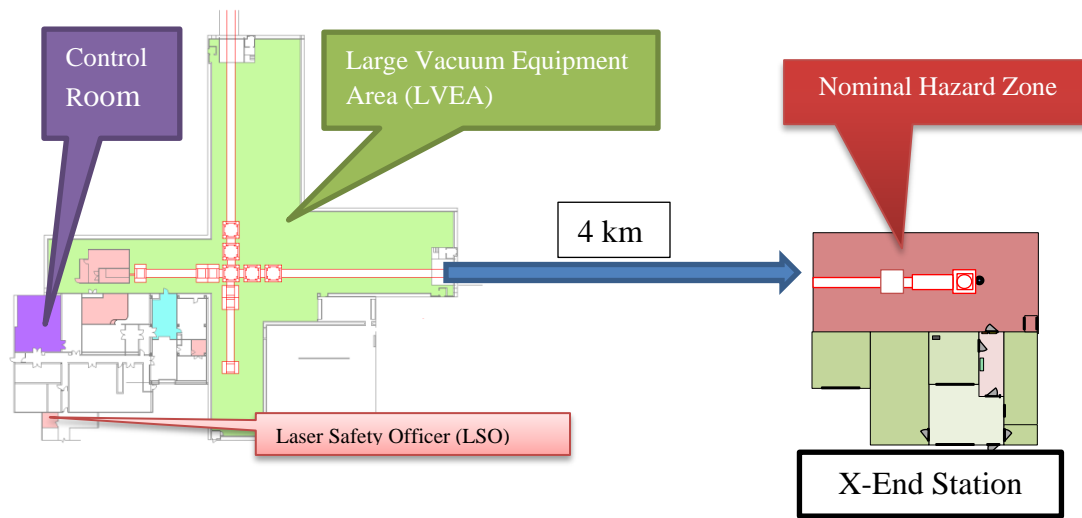 Control
Room
Large Vacuum Equipment
Area (LVEA)
Nominal Hazard Zone
4 km
Laser Safety Officer (LSO)
X-End Station